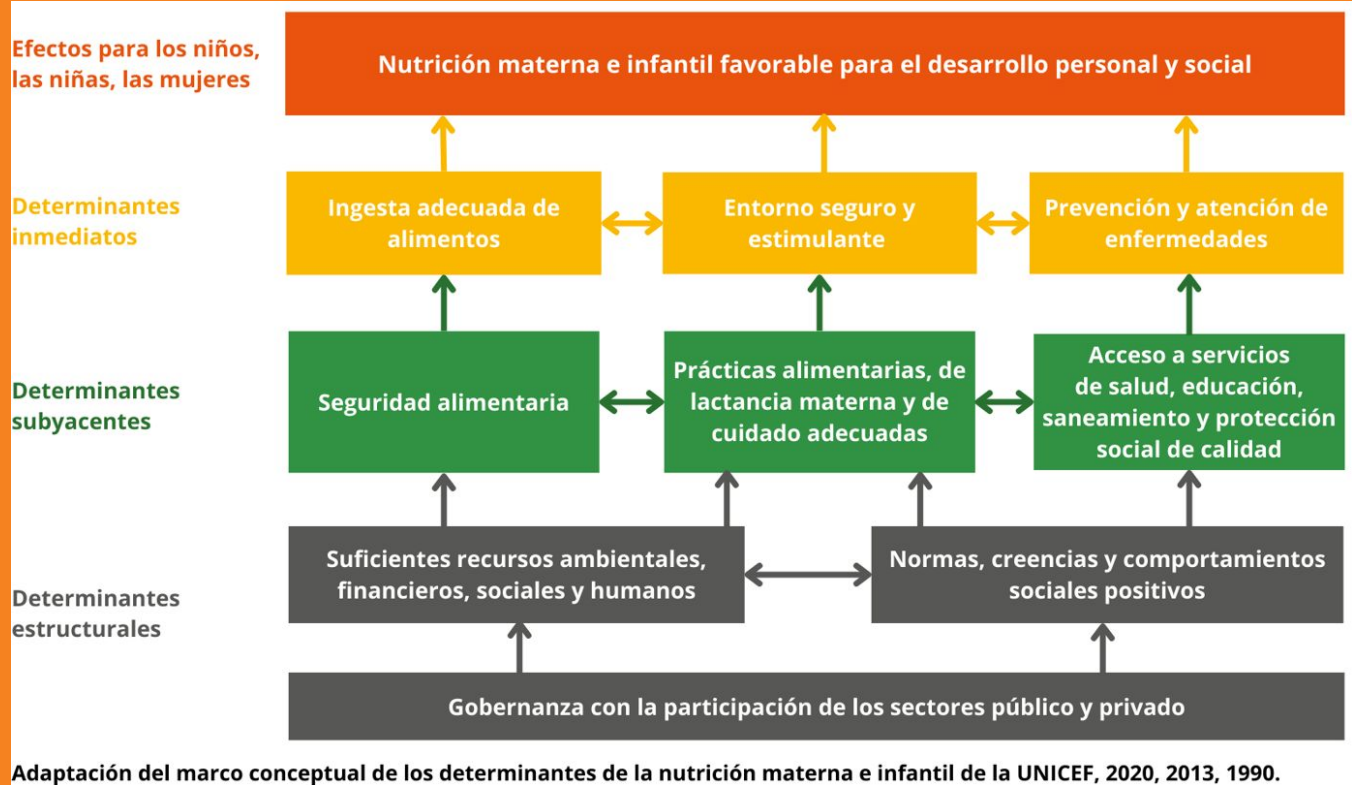 Efectos para los niños,
las niñas, las mujeres
Nutrición materna e infantil favorable para el desarrollo personal y social
Determinantes
inmediatos
Ingesta adecuada de
alimentos
Entorno seguro y
estimulante
Prevención y atención de
enfermedades
Determinantes
subyacentes
Seguridad alimentaria
Prácticas alimentarias, de
lactancia materna y de
cuidado adecuadas
Acceso a servicios
de salud, educación,
saneamiento y protección
social de calidad
Determinantes
estructurales
Suficientes recursos ambientales,
financieros, sociales y humanos
Normas, creencias y comportamientos
sociales positivos
Gobernanza con la participación de los sectores público y privado
Adaptación del marco conceptual de los determinantes de la nutrición materna e infantil de la UNICEF, 2020, 2013, 1990.